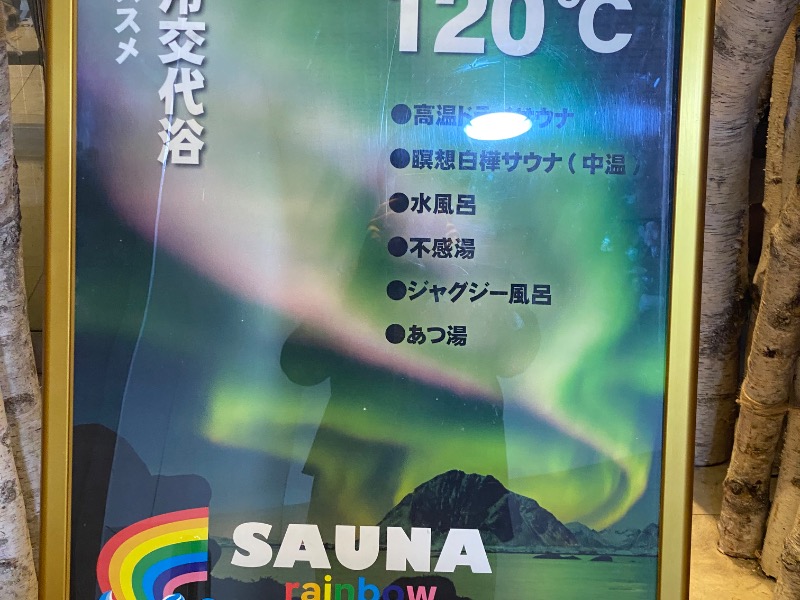 スメ
交代浴
120℃
●高温ドライサウナ
●瞑想白樺サウナ(中温)
●水風呂
●不感湯
●ジャグジー風呂
●あつ湯
SAUNA
rainbow